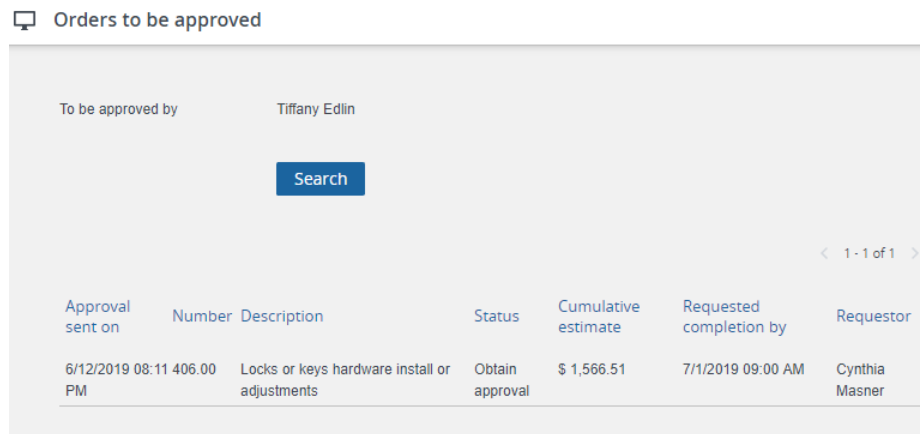 Orders to be approved
To be approved by Tiffany Edlin
Search
1 - 1 of 1
Approval sent on Number Description Status Cumulative estimate Requested completion by Requestor
6/12/2019 08:11 PM 406.00 Locks or keys hardware install or adjustments Obtain approval $ 1,566.51 7/1/2019 09:00 AM Cynthia Masner